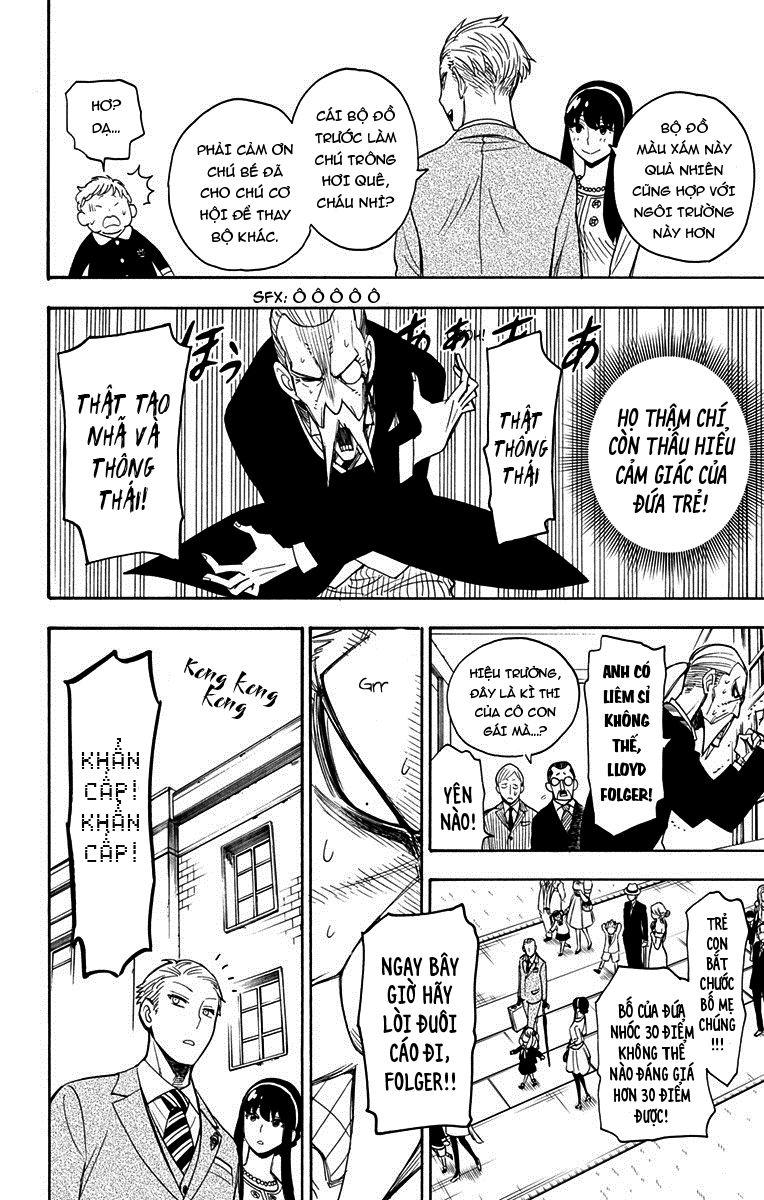 BỘ ĐỒ
MÀU XÁM NÀY
QUẢ NHIÊN
CŨNG HỢP VỚI
NGÔI TRƯỜNG
NÀY HƠN
CÁI BỘ ĐỒ
TRƯỚC LÀM
CHÚ TRÔNG
HƠI QUÊ,
CHÁU NHỈ?
PHẢI CẢM ƠN
CHÚ BÉ ĐÃ
CHO CHÚ CƠ
HỘI ĐỂ THAY
BỘ KHÁC.
HƠ?
DẠ...
SFX: Ô Ô Ô Ô Ô
HỌ THẬM CHÍ
CÒN THẤU HIỂU
CẢM GIÁC CỦA
ĐỨA TRẺ!
THẬT
THÔNG
THÁI
THẬT TAO
NHÃ VÀ
THÔNG
THÁI!
ANH CÓ
LIÊM SỈ
KHÔNG
THẾ,
LLOYD
FOLGER!
HIỆU TRƯỞNG,
ĐÂY LÀ KÌ THI
CỦA CÔ CON
GÁI MÀ...?
YÊN
NÀO!
TRẺ
CON
BẮT
CHƯỚC
BỐ MẸ
CHÚNG
!!!
BỐ CỦA ĐỨA
NHÓC 30 ĐIỂM
KHÔNG THỂ
NÀO ĐÁNG GIÁ
HƠN 30 ĐIỂM
ĐƯỢC!
Grr
NGAY BÂY
GIỜ HÃY
LÒI ĐUÔI
CÁO ĐI,
FOLGER!!
Keng Keng
Keng
KHẨN
CẤP!
KHẨN
CẤP!